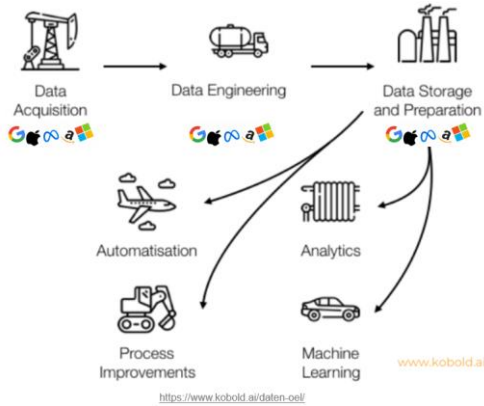 Data
Acquisition
Data Engineering
Data Storage
and Preparation
Automatisation
Analytics
Process
Improvements
Machine
Learning
www.kobold.ai
https://www.kobold.ai/daten-oel/